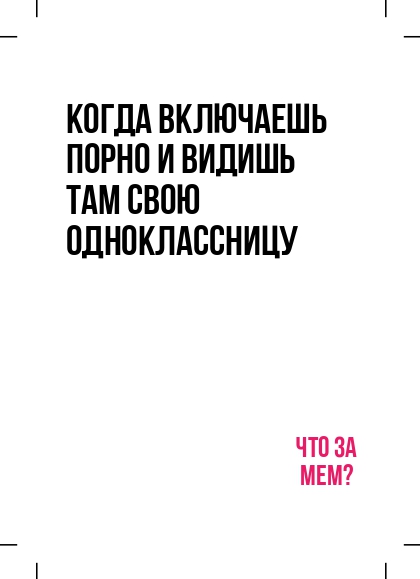 КОГДА ВКЛЮЧАЕШЬ
ПОРНО И ВИДИШЬ
ТАМ СВОЮ
ОДНОКЛАССНИЦУ
ЧТО ЗА
МЕМ?